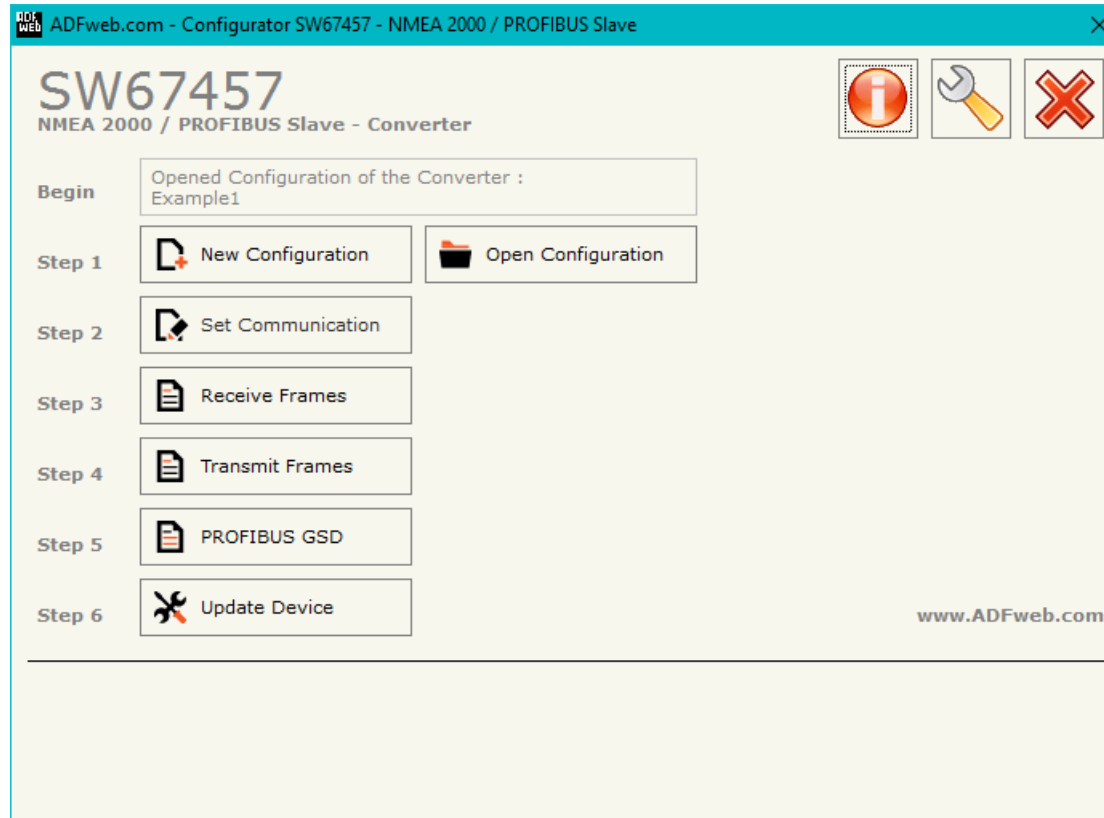 ADF
WEB
ADFweb.com - Configurator SW67457 - NMEA 2000 / PROFIBUS Slave
SW67457
NMEA 2000 / PROFIBUS Slave - Converter
Begin
Opened Configuration of the Converter :
Example1
Step 1
New Configuration
Open Configuration
Step 2
Set Communication
Step 3
Receive Frames
Step 4
Transmit Frames
Step 5
PROFIBUS GSD
Step 6
Update Device
www.ADFweb.com